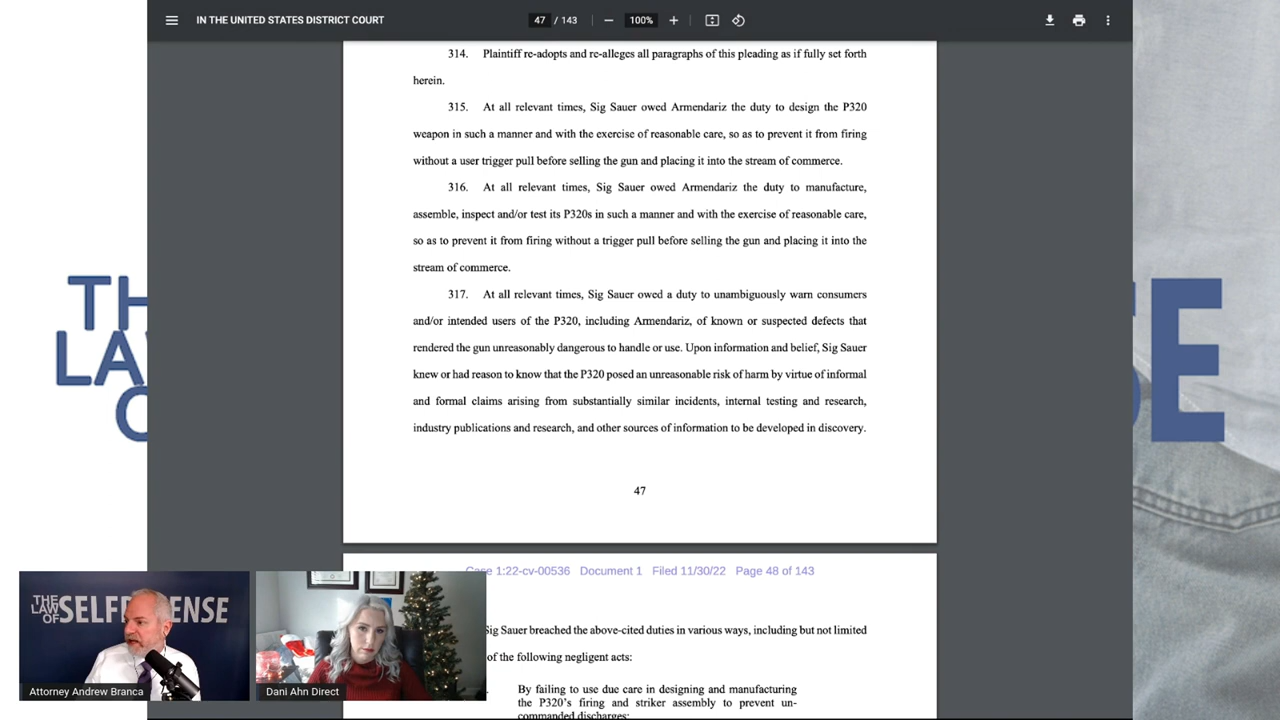 IN THE UNITED STATES DISTRICT COURT
47 / 143
100%
314. Plaintiff re-adopts and re-alleges all paragraphs of this pleading as if fully set forth
herein.
315. At all relevant times, Sig Sauer owed Armendariz the duty to design the P320
weapon in such a manner and with the exercise of reasonable care, so as to prevent it from firing
without a user trigger pull before selling the gun and placing it into the stream of commerce.
316. At all relevant times, Sig Sauer owed Armendariz the duty to manufacture,
assemble, inspect and/or test its P320s in such a manner and with the exercise of reasonable care,
so as to prevent it from firing without a trigger pull before selling the gun and placing it into the
stream of commerce.
317. At all relevant times, Sig Sauer owed a duty to unambiguously warn consumers
and/or intended users of the P320, including Armendariz, of known or suspected defects that
rendered the gun unreasonably dangerous to handle or use. Upon information and belief, Sig Sauer
knew or had reason to know that the P320 posed an unreasonable risk of harm by virtue of informal
and formal claims arising from substantially similar incidents, internal testing and research,
industry publications and research, and other sources of information to be developed in discovery.
47
Case 1:22-cv-00536 Document 1 Filed 11/30/22 Page 48 of 143
Sig Sauer breached the above-cited duties in various ways, including but not limited
of the following negligent acts:
By failing to use due care in designing and manufacturing
the P320's firing and striker assembly to prevent un-
commanded discharges;
TH
LA
O
E
THE
LAW
OF
SELF
ENSE
Attorney Andrew Branca
Dani Ahn Direct